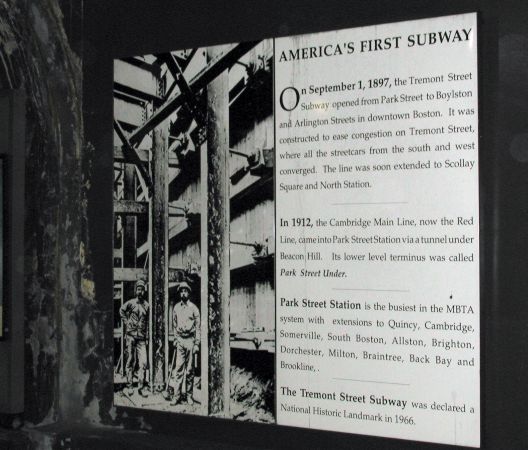 AMERICA'S FIRST SUBWAY
On September 1, 1897, the Tremont Street
Subway opened from Park Street to Boylston
and Arlington Streets in downtown Boston. It was
constructed to ease congestion on Tremont Street,
where all the streetcars from the south and west
converged. The line was soon extended to Scollay
Square and North Station.
In 1912, the Cambridge Main Line, now the Red
Line, came into Park Street Station via a tunnel under
Beacon Hill. Its lower level terminus was called
Park Street Under.
Park Street Station is the busiest in the MBTA
system with extensions to Quincy, Cambridge,
Somerville, South Boston, Allston, Brighton,
Dorchester, Milton, Braintree, Back Bay and
Brookline, .
The Tremont Street Subway was declared a
National Historic Landmark in 1966.